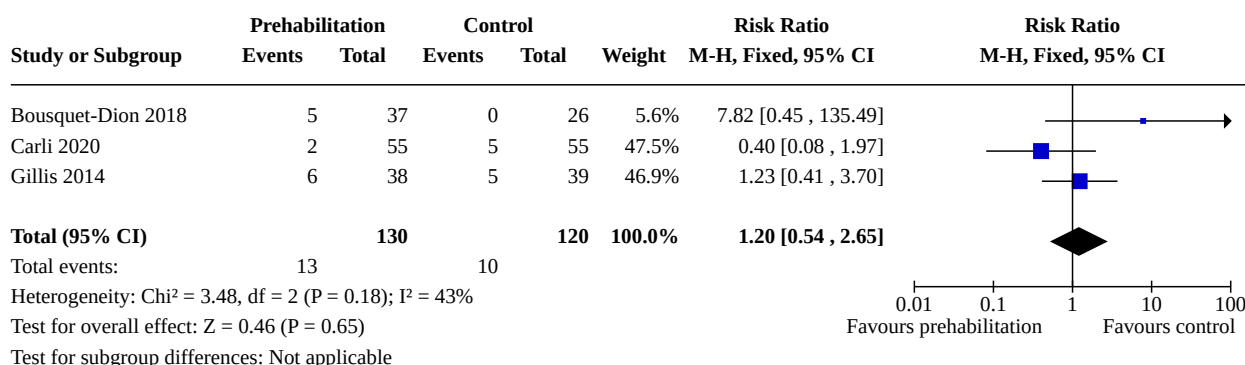 Prehabilitation Control Risk Ratio Risk Ratio
Study or Subgroup Events Total Events Total Weight M-H, Fixed, 95% CI M-H, Fixed, 95% CI
Bousquet-Dion 2018 5 37 0 26 5.6% 7.82 [0.45 , 135.49]
Carli 2020 2 55 5 55 47.5% 0.40 [0.08 , 1.97]
Gillis 2014 6 38 5 39 46.9% 1.23 [0.41 , 3.70]
Total (95% CI) 130 120 100.0% 1.20 [0.54 , 2.65]
Total events: 13 10
Heterogeneity: Chi² = 3.48, df = 2 (P = 0.18); I² = 43%
0.01 0.1 1 10 100
Test for overall effect: Z = 0.46 (P = 0.65) Favours prehabilitation Favours control
Test for subgroup differences: Not applicable